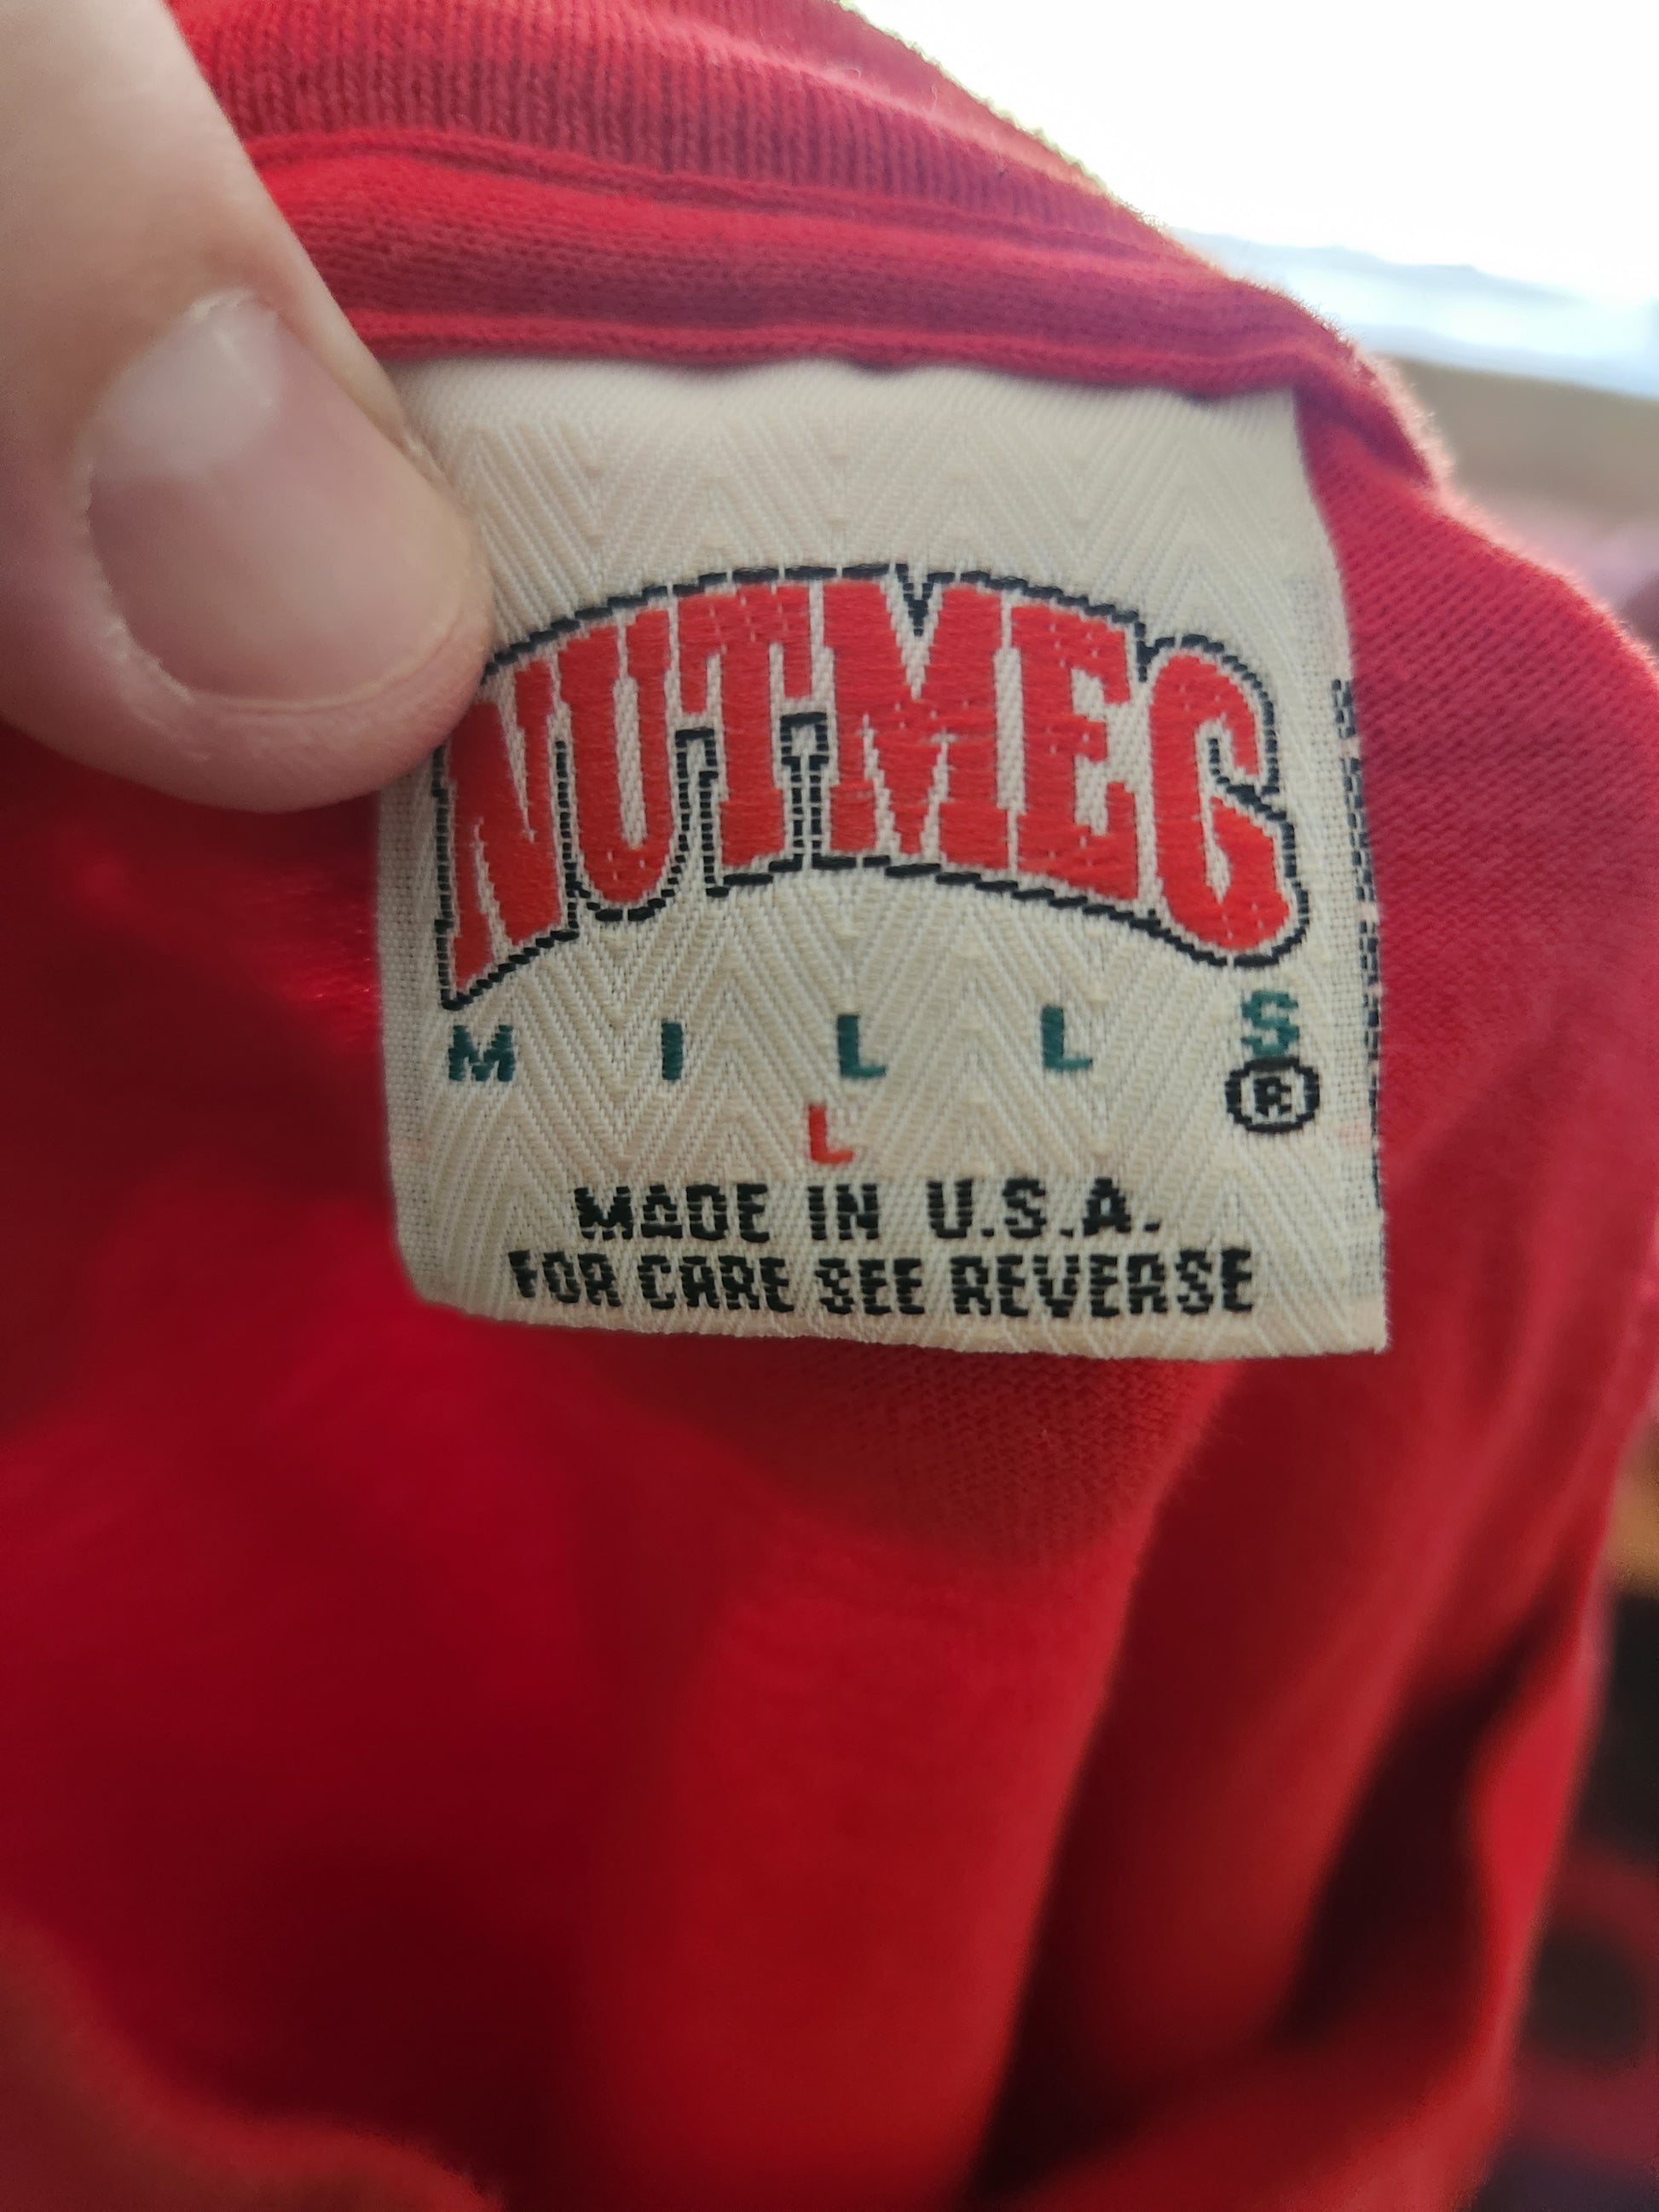 NUTMEG
MILLS
®
L
MADE IN U.S.A.
FOR CARE SEE REVERSE